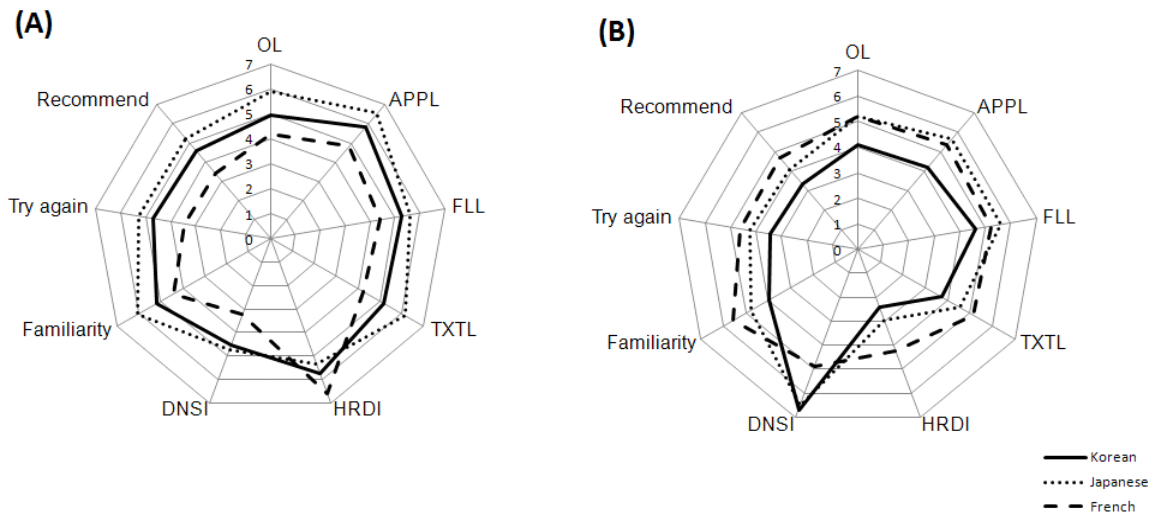 (A)
OL
APPL
FLL
TXTL
HRDI
DNSI
Familiarity
Try again
Recommend
7
6
5
4
3
2
1
0
(B)
OL
APPL
FLL
TXTL
HRDI
DNSI
Familiarity
Try again
Recommend
7
6
5
4
3
2
1
0
Korean
Japanese
French